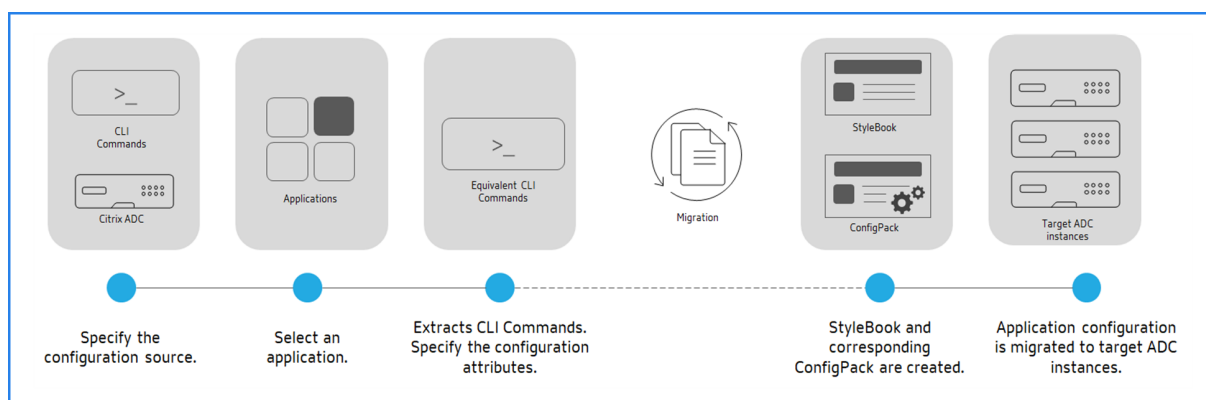 >_
CLI
Commands
Citrix ADC
Applications
>_
Equivalent CLI
Commands
Migration
StyleBook
ConfigPack
Target ADC
instances
Specify the
configuration source.
Select an
application.
Extracts CLI Commands.
Specify the configuration
attributes.
StyleBook and
corresponding
ConfigPack are created.
Application configuration
is migrated to target ADC
instances.